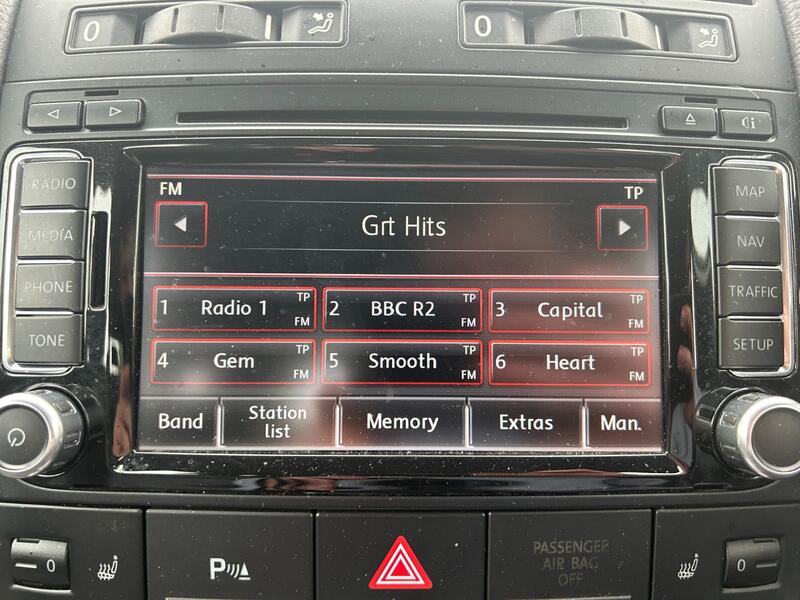 0
0
RADIO
MEDIA
PHONE
TONE
FM
TP
Grt Hits
1 Radio 1 TP FM
2 BBC R2 TP FM
3 Capital TP FM
4 Gem TP FM
5 Smooth TP FM
6 Heart TP FM
Band
Station
list
Memory
Extras
Man.
MAP
NAV
TRAFFIC
SETUP
0
P
PASSENGER
AIR BAG
OFF
0